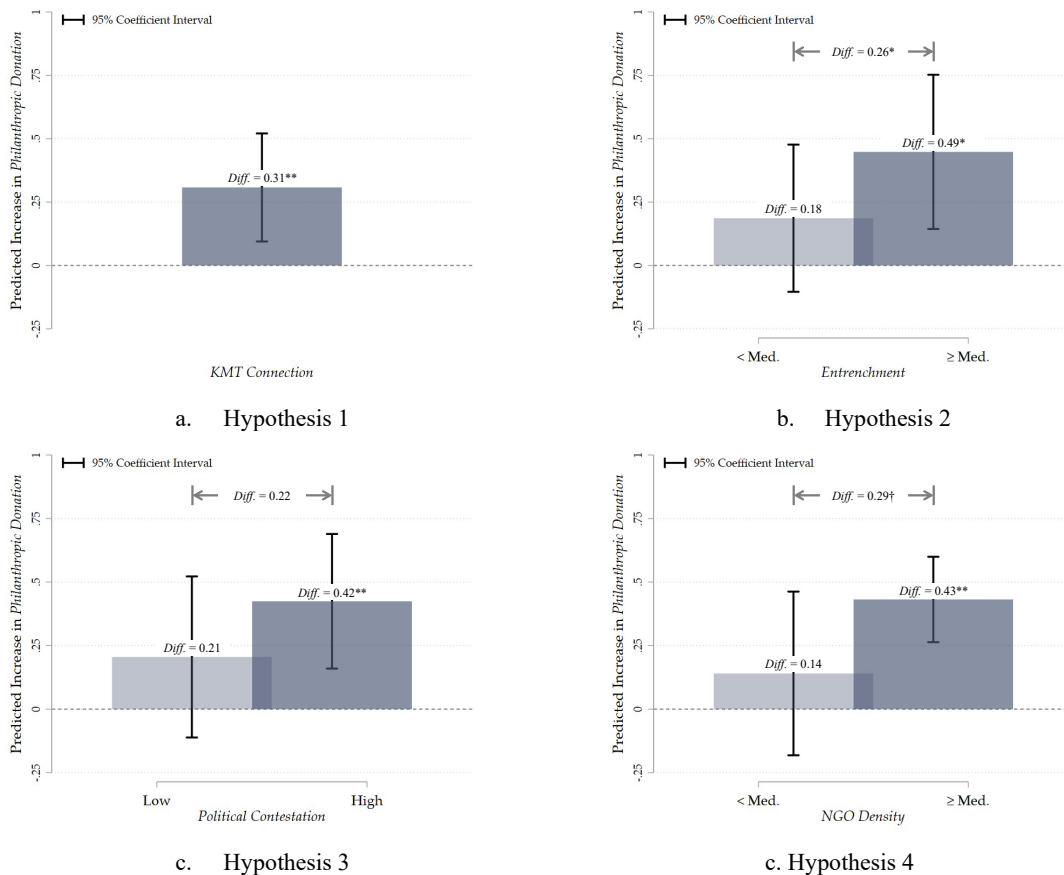 95% Coefficient Interval
Predicted Increase in Philanthropic Donation
1
.75
.5
.25
0
-.25
Diff. = 0.31**
KMT Connection
a. Hypothesis 1
95% Coefficient Interval
Predicted Increase in Philanthropic Donation
1
.75
.5
.25
0
-.25
Diff. = 0.26*
Diff. = 0.49*
Diff. = 0.18
< Med. ≥ Med.
Entrenchment
b. Hypothesis 2
95% Coefficient Interval
Predicted Increase in Philanthropic Donation
1
.75
.5
.25
0
-.25
Diff. = 0.22
Diff. = 0.42**
Diff. = 0.21
Low High
Political Contestation
c. Hypothesis 3
95% Coefficient Interval
Predicted Increase in Philanthropic Donation
1
.75
.5
.25
0
-.25
Diff. = 0.29†
Diff. = 0.43**
Diff. = 0.14
< Med. ≥ Med.
NGO Density
c. Hypothesis 4